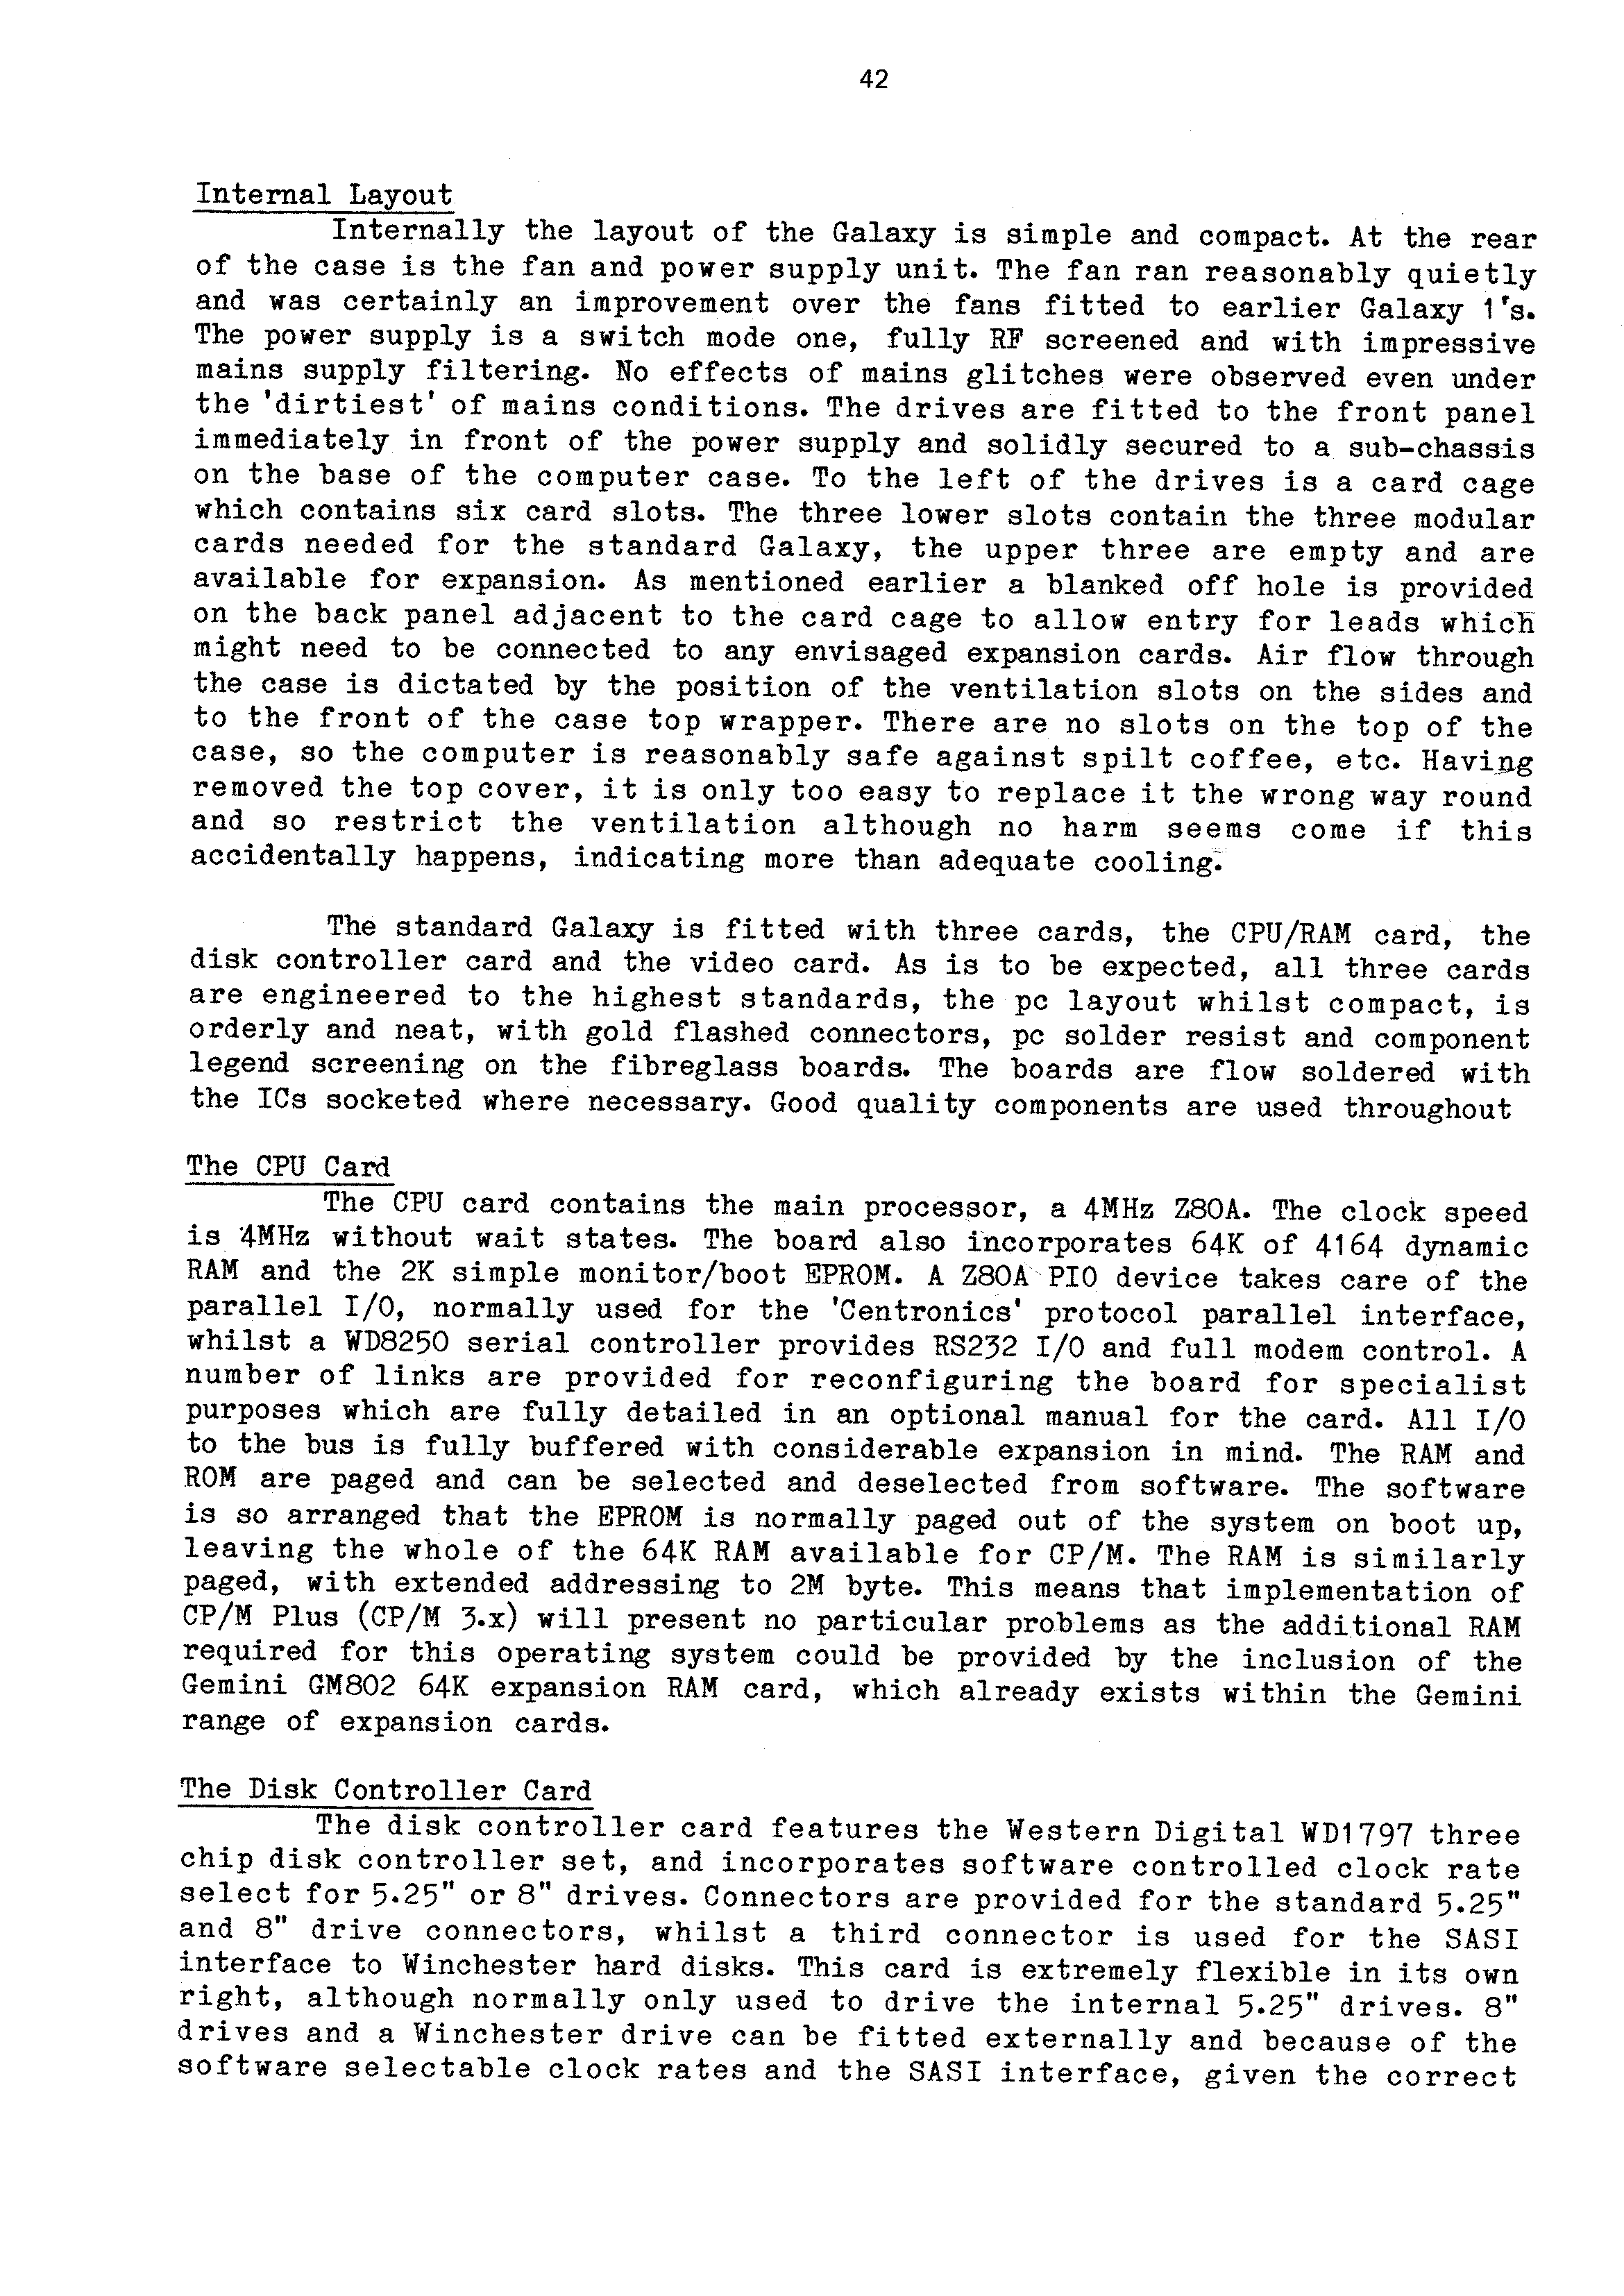 42
Internal Layout
Internally the layout of the Galaxy is simple and compact. At the rear
of the case is the fan and power supply unit. The fan ran reasonably quietly
and was certainly an improvement over the fans fitted to earlier Galaxy 1's.
The power supply is a switch mode one, fully RF screened and with impressive
mains supply filtering. No effects of mains glitches were observed even under
the 'dirtiest' of mains conditions. The drives are fitted to the front panel
immediately in front of the power supply and solidly secured to a sub-chassis
on the base of the computer case. To the left of the drives is a card cage
which contains six card slots. The three lower slots contain the three modular
cards needed for the standard Galaxy, the upper three are empty and are
available for expansion. As mentioned earlier a blanked off hole is provided
on the back panel adjacent to the card cage to allow entry for leads which
might need to be connected to any envisaged expansion cards. Air flow through
the case is dictated by the position of the ventilation slots on the sides and
to the front of the case top wrapper. There are no slots on the top of the
case, so the computer is reasonably safe against spilt coffee, etc. Having
removed the top cover, it is only too easy to replace it the wrong way round
and so restrict the ventilation although no harm seems come if this
accidentally happens, indicating more than adequate cooling.
The standard Galaxy is fitted with three cards, the CPU/RAM card, the
disk controller card and the video card. As is to be expected, all three cards
are engineered to the highest standards, the pc layout whilst compact, is
orderly and neat, with gold flashed connectors, pc solder resist and component
legend screening on the fibreglass boards. The boards are flow soldered with
the ICs socketed where necessary. Good quality components are used throughout
The CPU Card
The CPU card contains the main processor, a 4MHz Z80A. The clock speed
is 4MHz without wait states. The board also incorporates 64K of 4164 dynamic
RAM and the 2K simple monitor/boot EPROM. A Z80A PIO device takes care of the
parallel I/O, normally used for the 'Centronics' protocol parallel interface,
whilst a WD8250 serial controller provides RS232 I/O and full modem control. A
number of links are provided for reconfiguring the board for specialist
purposes which are fully detailed in an optional manual for the card. All I/O
to the bus is fully buffered with considerable expansion in mind. The RAM and
ROM are paged and can be selected and deselected from software. The software
is so arranged that the EPROM is normally paged out of the system on boot up,
leaving the whole of the 64K RAM available for CP/M. The RAM is similarly
paged, with extended addressing to 2M byte. This means that implementation of
CP/M Plus (CP/M 3.x) will present no particular problems as the additional RAM
required for this operating system could be provided by the inclusion of the
Gemini GM802 64K expansion RAM card, which already exists within the Gemini
range of expansion cards.
The Disk Controller Card
The disk controller card features the Western Digital WD1797 three
chip disk controller set, and incorporates software controlled clock rate
select for 5.25" or 8" drives. Connectors are provided for the standard 5.25"
and 8" drive connectors, whilst a third connector is used for the SASI
interface to Winchester hard disks. This card is extremely flexible in its own
right, although normally only used to drive the internal 5.25" drives. 8"
drives and a Winchester drive can be fitted externally and because of the
software selectable clock rates and the SASI interface, given the correct